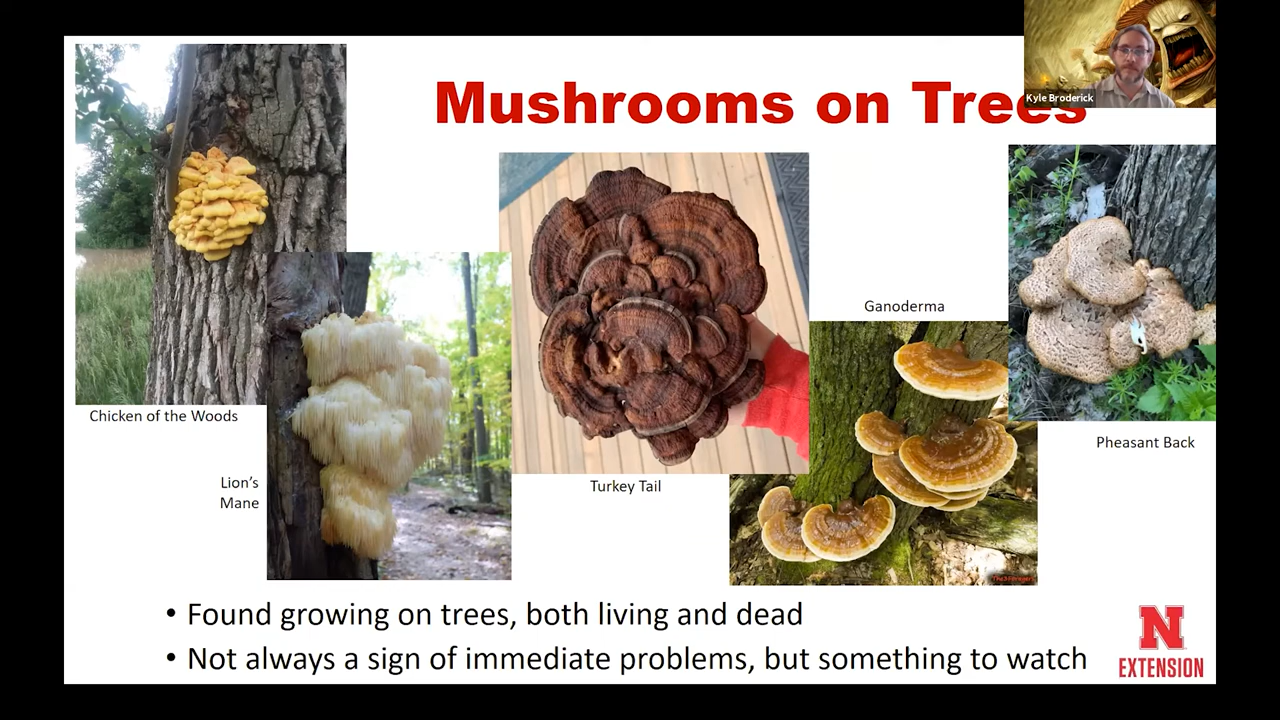 Mushrooms on Trees
Kyle Broderick
Chicken of the Woods
Lion's
Mane
Turkey Tail
Ganoderma
Pheasant Back
• Found growing on trees, both living and dead
• Not always a sign of immediate problems, but something to watch
N
EXTENSION